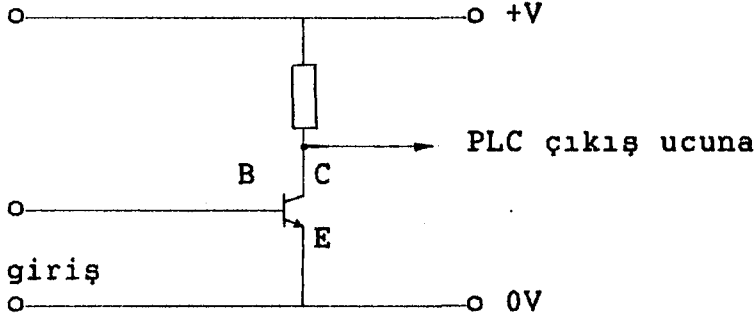 +V
PLC çıkış ucuna
B C
E
giriş
0V